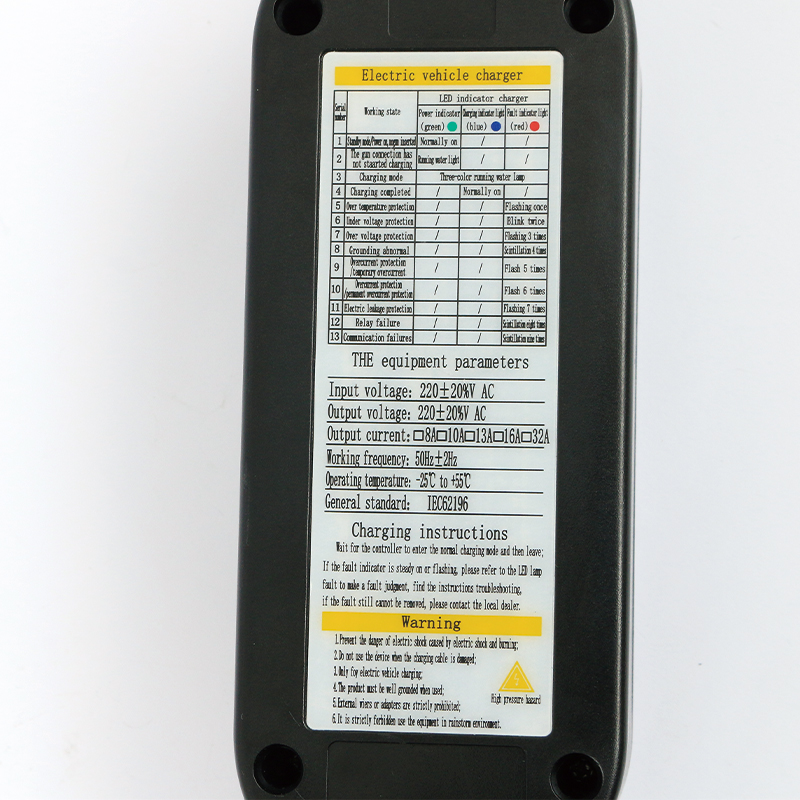 Electric vehicle charger
Serial number Working state LED indicator charger
Power indicator (green) Charging indicator light (blue) Fault indicator light (red)
1 Standby mode/Power on, nogun inserted Normally on / /
2 The gun connection has not staarted charging Running water light / /
3 Charging mode Three-color running water lamp
4 Charging completed / Normally on /
5 Over temperature protection / / Flashing once
6 Under voltage protection / / Blink twice
7 Over voltage protection / / Flashing 3 times
8 Grounding abnormal / / Scintillation 4 times
9 Overcurrent protection /temporary overcurrent / / Flash 5 times
10 Overcurrent protection /permanent overcurrent protection / / Flash 6 times
11 Electric leakage protection / / Flashing 7 times
12 Relay failure / / Scintillation eight times
13 Communication failures / / Scintillation nine times
THE equipment parameters
Input voltage: 220±20%V AC
Output voltage: 220±20%V AC
Output current: □8A□10A□13A□16A□32A
Working frequency: 50Hz±2Hz
Operating temperature: -25℃ to +55℃
General standard: IEC62196
Charging instructions
Wait for the controller to enter the normal charging mode and then leave;
If the fault indicator is steady on or flashing, please refer to the LED lamp
fault to make a fault judgment, find the instructions troubleshooting,
if the fault still cannot be removed, please contact the local dealer.
Warning
1.Prevent the danger of electric shock caused by electric shock and burning;
2.Do not use the device when the charging cable is damaged;
3.Only foy electric vehicle charging;
4.The product must be well grounded when used;
5.External wiers or adapters are strictly prohibited;
6.It is strictly forbidden use the equipment in rainstorm enviroment.
High pressure hazard